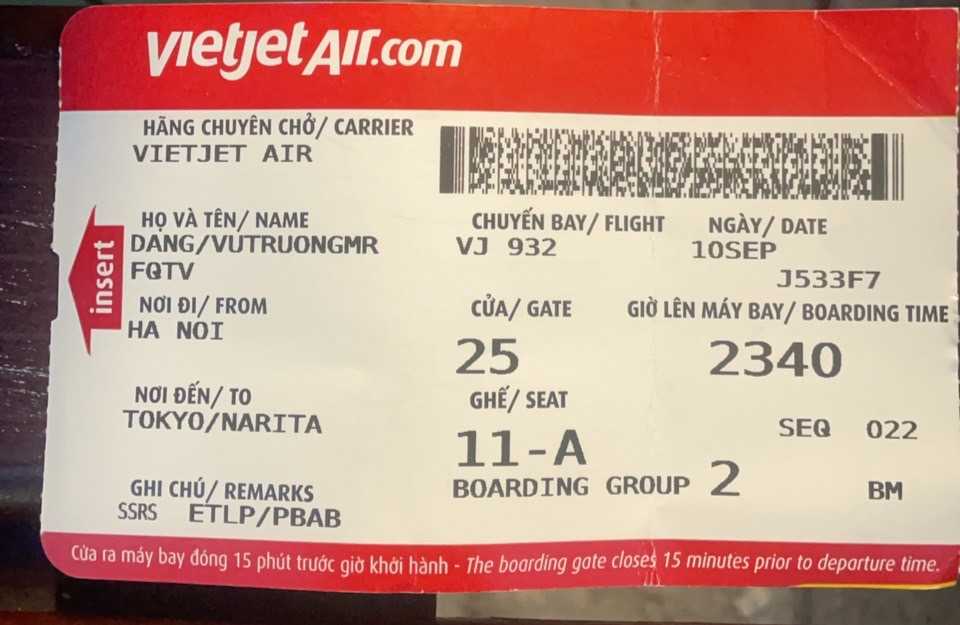 vietjetAir.com
HÃNG CHUYÊN CHỞ/ CARRIER
VIETJET AIR
HỌ VÀ TÊN/ NAME
DANG/VUTRUONGMR
FQTV
CHUYẾN BAY/ FLIGHT
VJ 932
NGÀY/ DATE
10SEP
J533F7
insert
NƠI ĐI/ FROM
HA NOI
CỬA/ GATE
25
GIỜ LÊN MÁY BAY/ BOARDING TIME
2340
NƠI ĐẾN/ TO
TOKYO/NARITA
GHẾ/ SEAT
11-A
SEQ 022
BOARDING GROUP 2
BM
GHI CHÚ/ REMARKS
SSRS ETLP/PBAB
Cửa ra máy bay đóng 15 phút trước giờ khởi hành - The boarding gate closes 15 minutes prior to departure time.